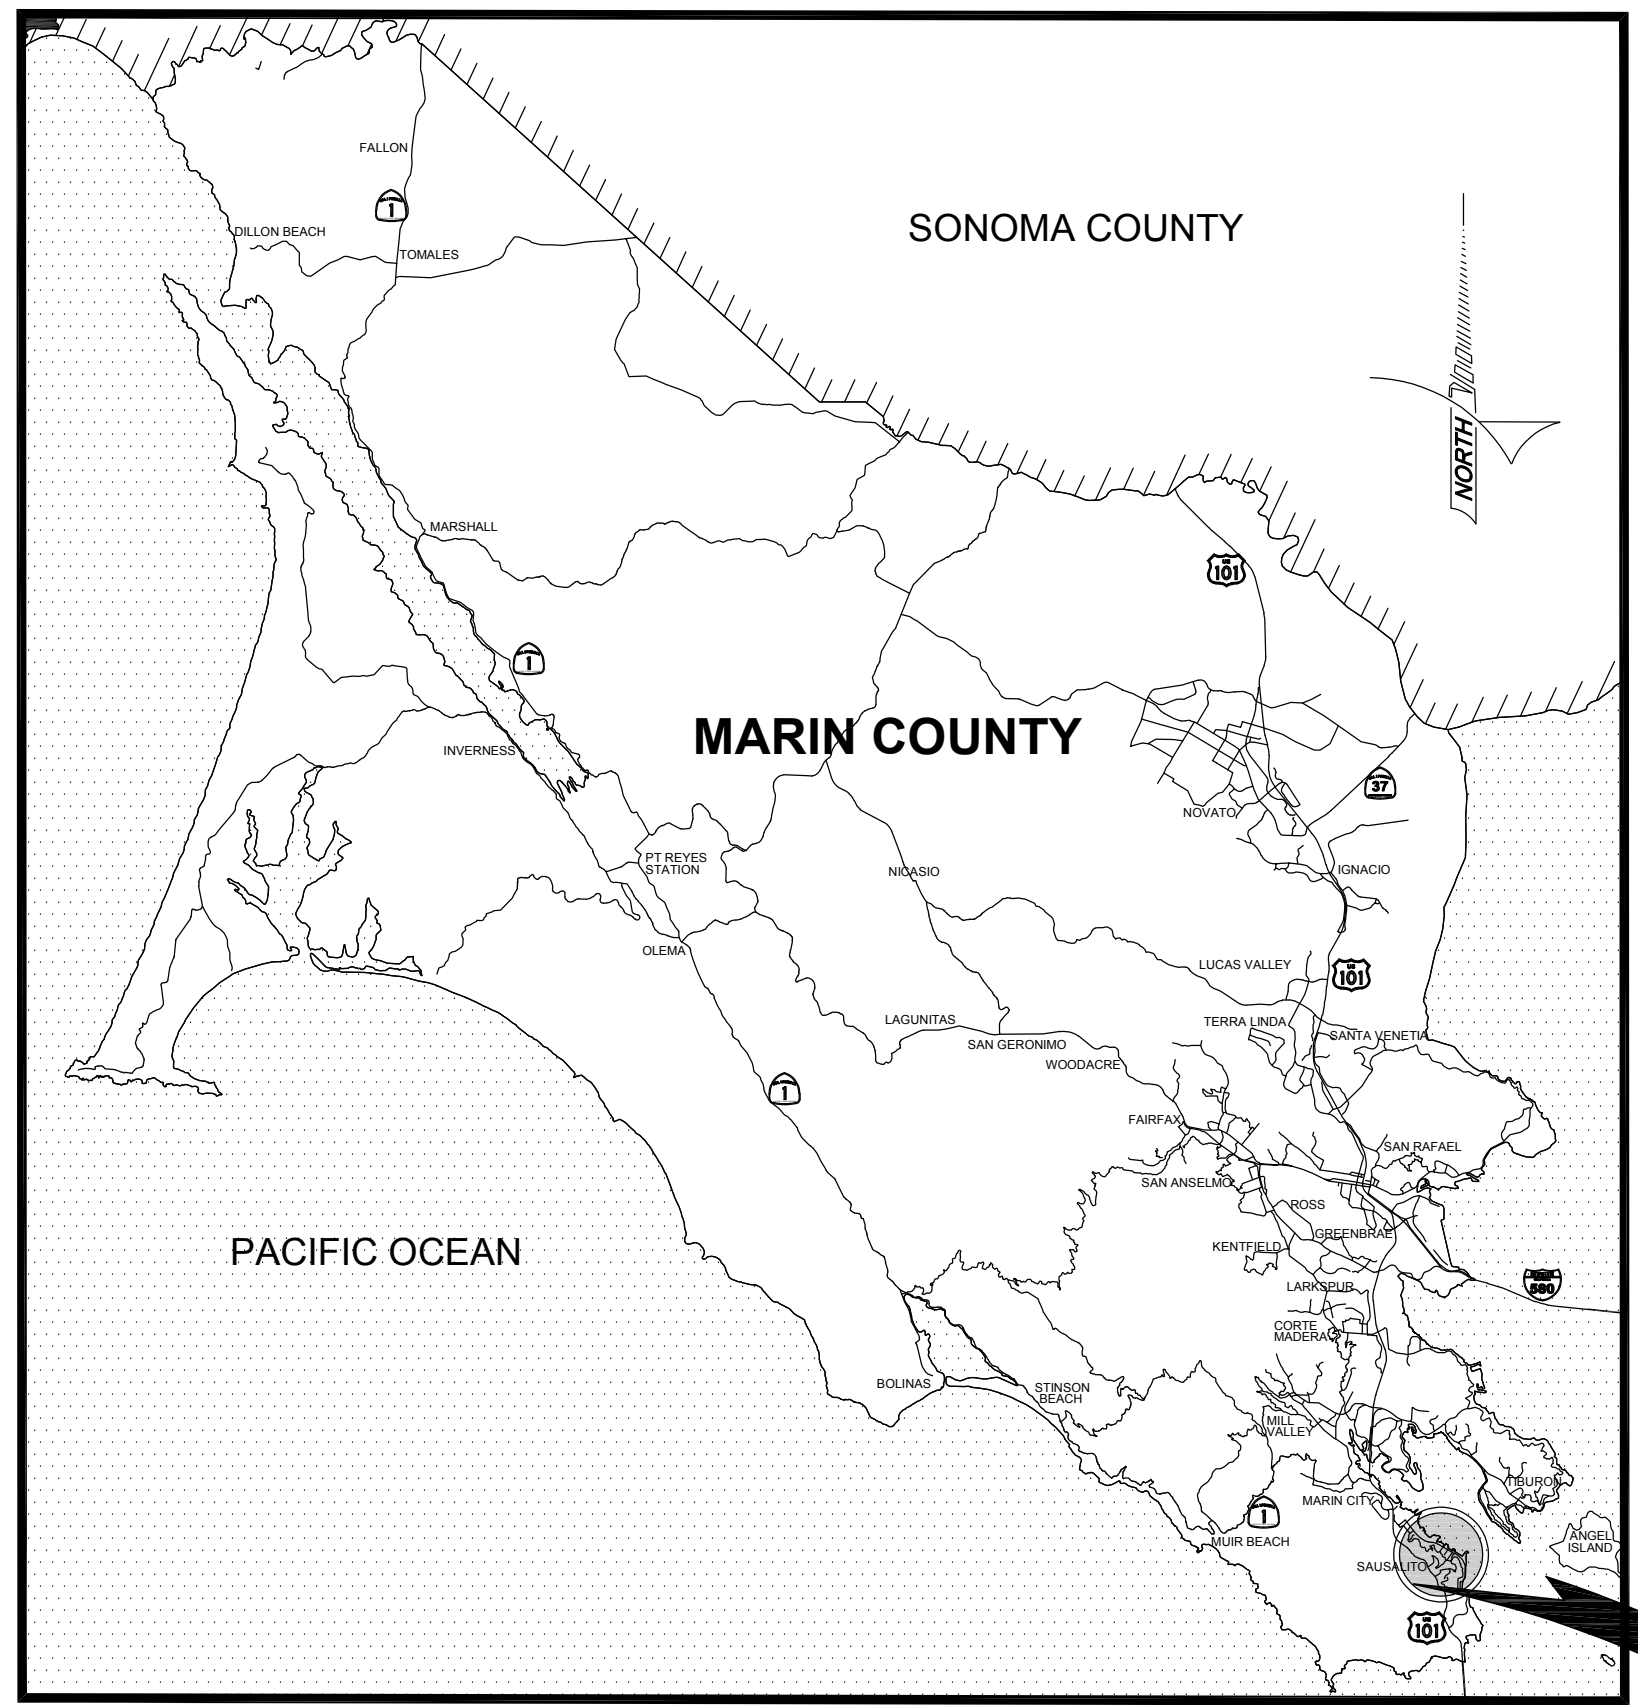 FALLON
1
SONOMA COUNTY
DILLON BEACH
TOMALES
NORTH
MARSHALL
US
101
1
MARIN COUNTY
INVERNESS
37
NOVATO
PT REYES
STATION
NICASIO
IGNACIO
OLEMA
LUCAS VALLEY
US
101
LAGUNITAS
TERRA LINDA
SANTA VENETIA
SAN GERONIMO
WOODACRE
1
FAIRFAX
SAN RAFAEL
SAN ANSELMO
ROSS
GREENBRAE
PACIFIC OCEAN
KENTFIELD
LARKSPUR
580
CORTE
MADERA
BOLINAS
STINSON
BEACH
MILL
VALLEY
TIBURON
MARIN CITY
1
MUIR BEACH
ANGEL
ISLAND
SAUSALITO
US
101